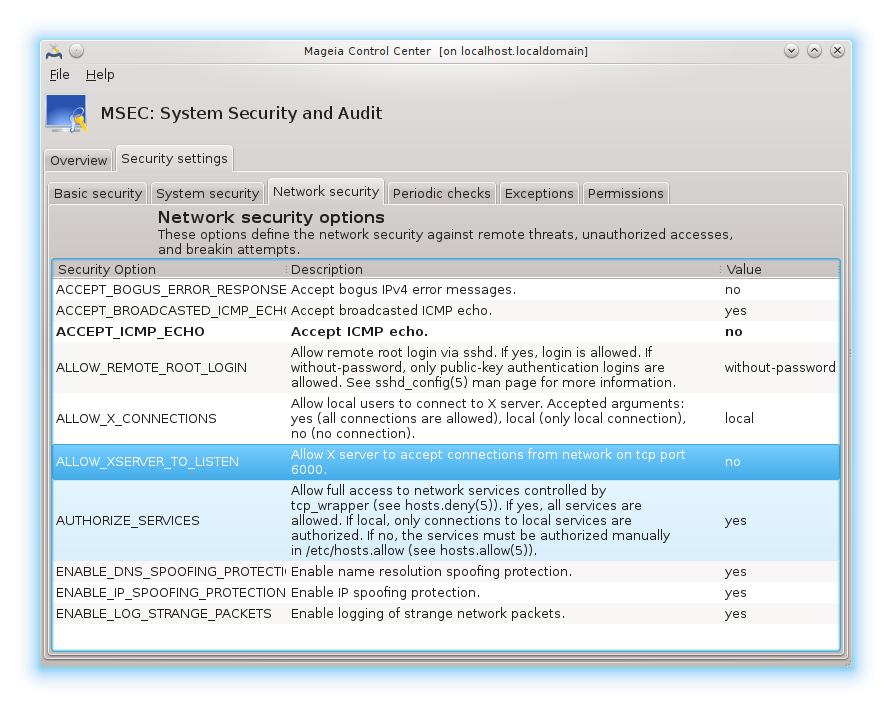 Mageia Control Center [on localhost.localdomain]
File Help
MSEC: System Security and Audit
Overview Security settings
Basic security System security Network security Periodic checks Exceptions Permissions
Network security options
These options define the network security against remote threats, unauthorized accesses,
and breakin attempts.
Security Option Description Value
ACCEPT_BOGUS_ERROR_RESPONSE Accept bogus IPv4 error messages. no
ACCEPT_BROADCASTED_ICMP_ECH Accept broadcasted ICMP echo. yes
ACCEPT_ICMP_ECHO Accept ICMP echo. no
Allow remote root login via sshd. If yes, login is allowed. If
ALLOW_REMOTE_ROOT_LOGIN without-password, only public-key authentication logins are without-password
allowed. See sshd_config(5) man page for more information.
Allow local users to connect to X server. Accepted arguments:
ALLOW_X_CONNECTIONS yes (all connections are allowed), local (only local connection), local
no (no connection).
ALLOW_XSERVER_TO_LISTEN Allow X server to accept connections from network on tcp port no
6000.
Allow full access to network services controlled by
tcp_wrapper (see hosts.deny(5)). If yes, all services are
AUTHORIZE_SERVICES allowed. If local, only connections to local services are yes
authorized. If no, the services must be authorized manually
in /etc/hosts.allow (see hosts.allow(5)).
ENABLE_DNS_SPOOFING_PROTECTI Enable name resolution spoofing protection. yes
ENABLE_IP_SPOOFING_PROTECTION Enable IP spoofing protection. yes
ENABLE_LOG_STRANGE_PACKETS Enable logging of strange network packets. yes